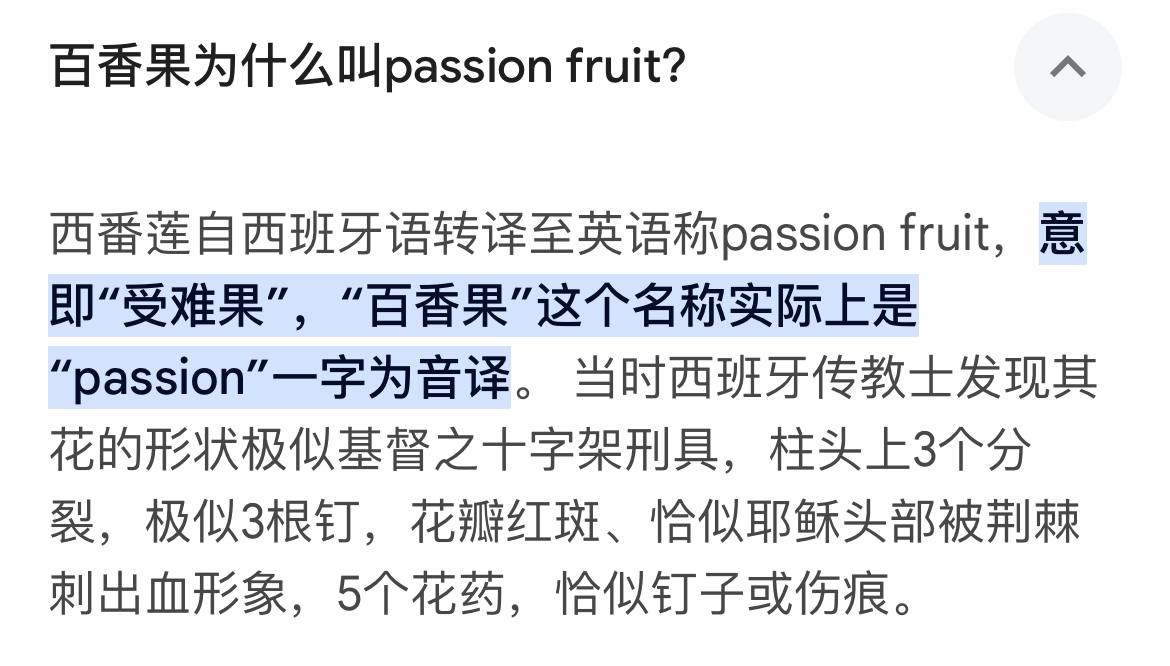 百香果为什么叫passion fruit?
西番莲自西班牙语转译至英语称passion fruit，意
即“受难果”，“百香果”这个名称实际上是
“passion”一字为音译。 当时西班牙传教士发现其
花的形状极似基督之十字架刑具，柱头上3个分
裂，极似3根钉，花瓣红斑、恰似耶稣头部被荆棘
刺出血形象，5个花药，恰似钉子或伤痕。